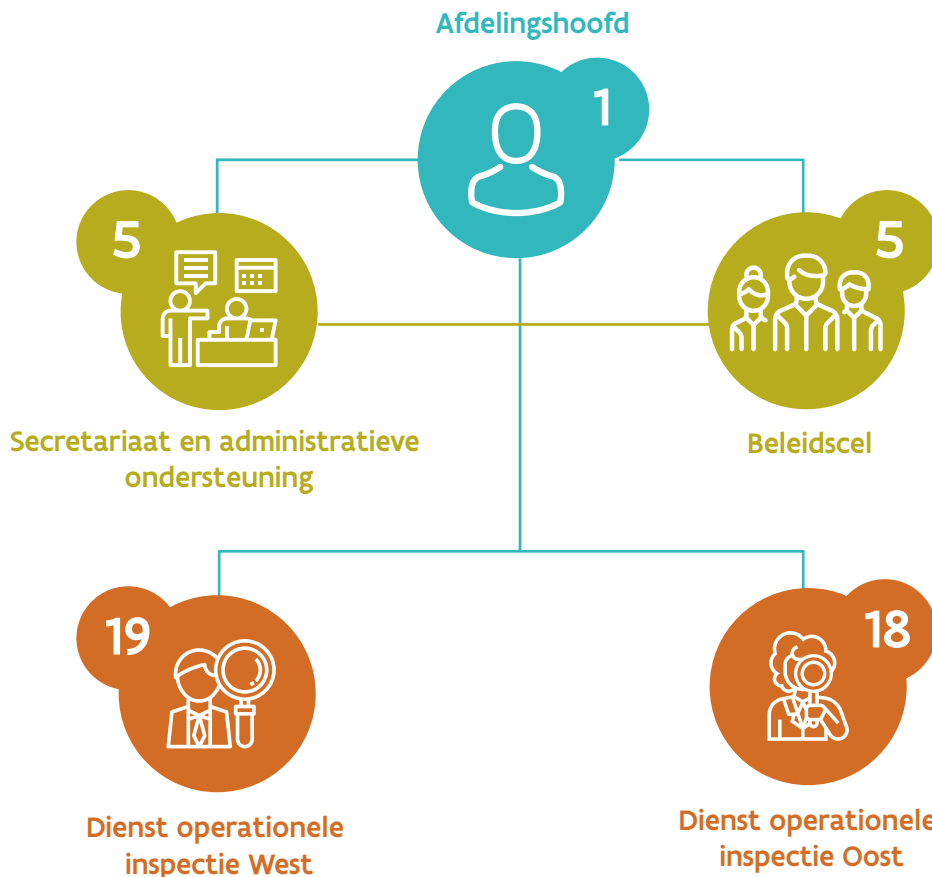 Afdelingshoofd
1
5
5
Secretariaat en administratieve
ondersteuning
Beleidscel
19
18
Dienst operationele
inspectie West
Dienst operationele
inspectie Oost